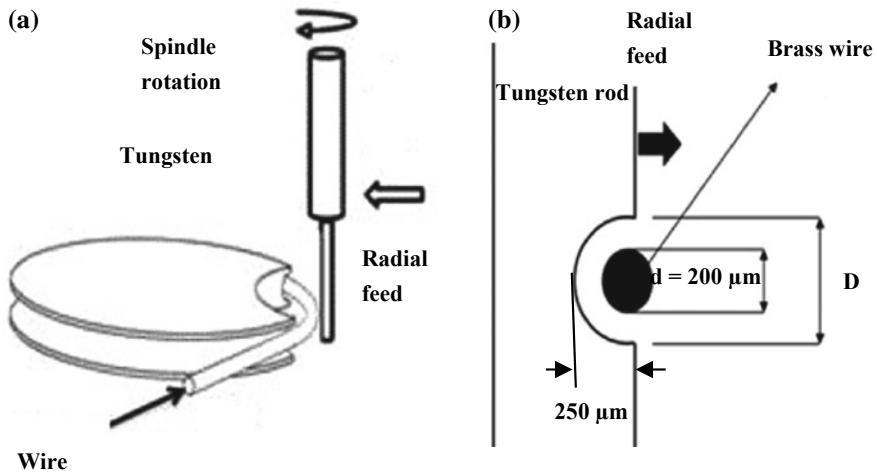 (a)
Spindle
rotation
Tungsten
Radial
feed
Wire
(b)
Radial
feed
Brass wire
Tungsten rod
d = 200 µm
D
250 µm